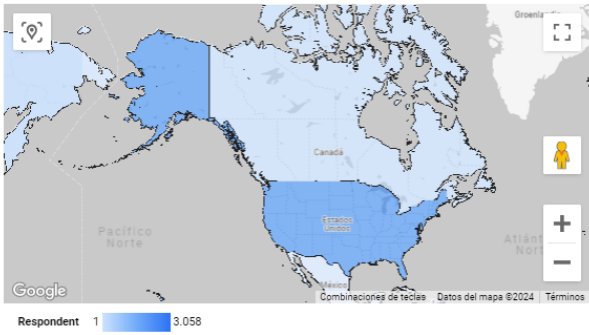 Groenlandia
Canadá
Estados
Unidos
Pacífico
Norte
Atlánt
Nort
México
Google
Combinaciones de teclas
Datos del mapa ©2024
Términos
Respondent
1
3.058